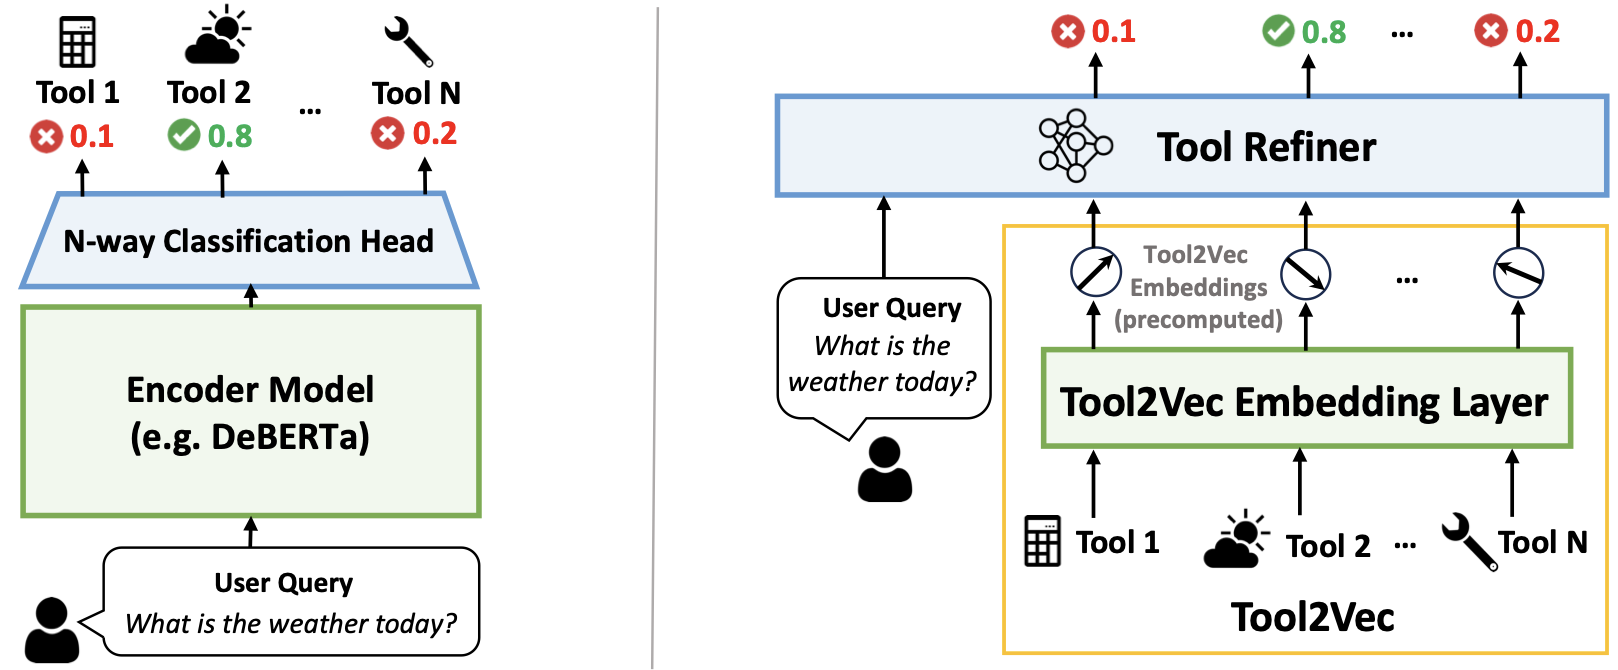 Tool 1
Tool 2
...
Tool N
0.1
0.8
0.2
N-way Classification Head
Encoder Model
(e.g. DeBERTa)
User Query
What is the weather today?
0.1
0.8
...
0.2
Tool Refiner
User Query
What is the
weather today?
Tool2Vec
Embeddings
(precomputed)
...
Tool2Vec Embedding Layer
Tool 1
Tool 2
...
Tool N
Tool2Vec